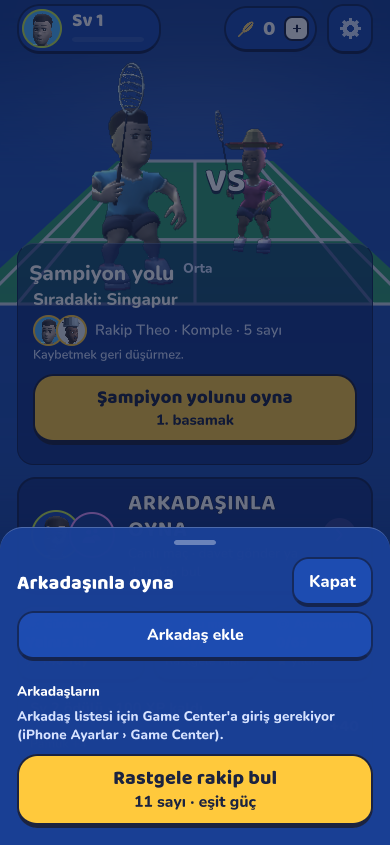 Sv 1
0
+
VS
Şampiyon yolu Orta
Sıradaki: Singapur
Rakip Theo · Komple · 5 sayı
Kaybetmek geri düşürmez.
Şampiyon yolunu oyna
1. basamak
ARKADAŞINLA
OYNA
Arkadaşınla oyna
Kapat
Arkadaş ekle
Arkadaşların
Arkadaş listesi için Game Center'a giriş gerekiyor
(iPhone Ayarlar › Game Center).
Rastgele rakip bul
11 sayı · eşit güç